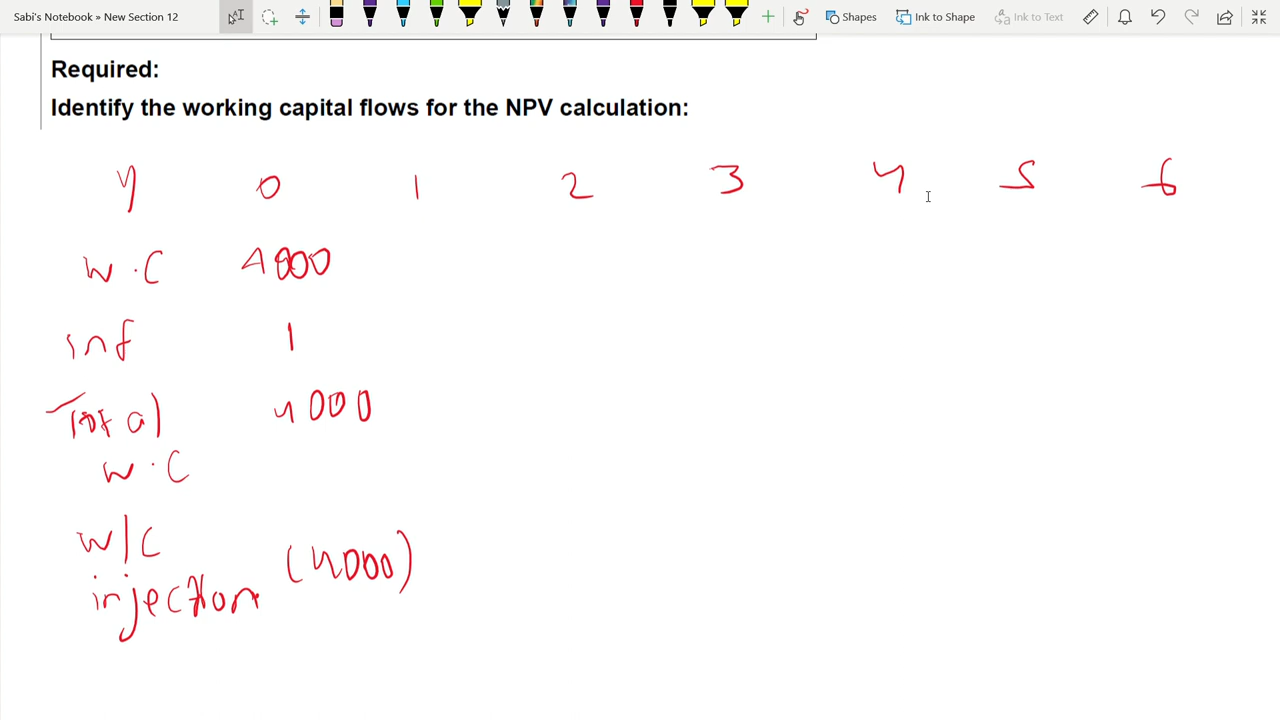 Sabi's Notebook » New Section 12
Shapes
Ink to Shape
Ink to Text
Required:
Identify the working capital flows for the NPV calculation:
y 0 1 2 3 4 5 6
W.C 4000
inf 1
Total 4000
W.C
W/C
injection (4000)